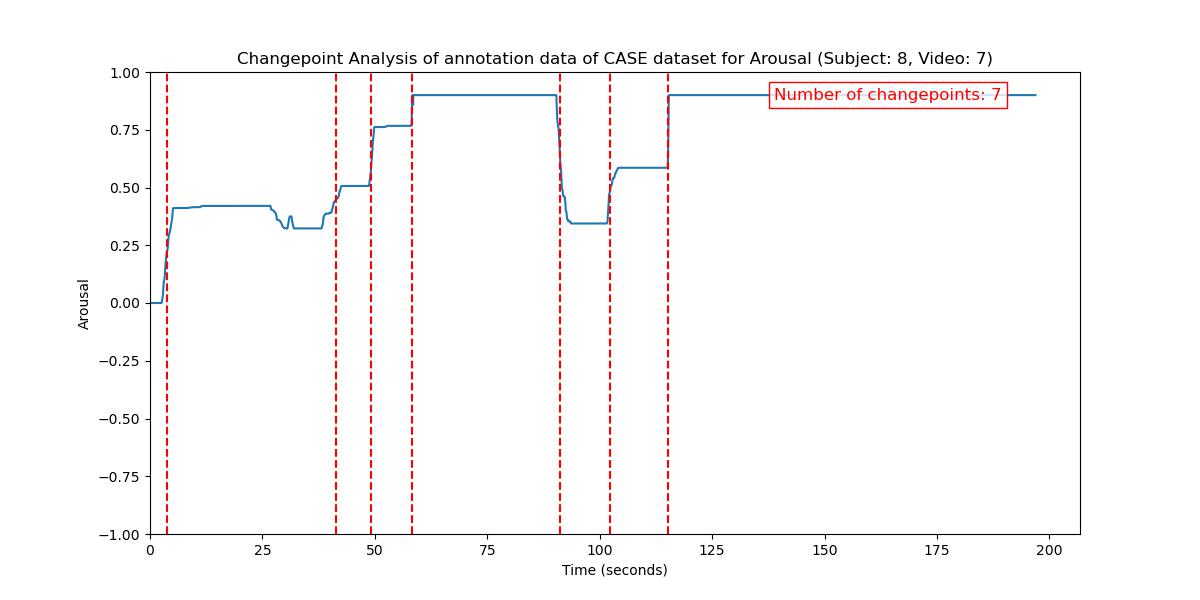 Changepoint Analysis of annotation data of CASE dataset for Arousal (Subject: 8, Video: 7)
Number of changepoints: 7
1.00
0.75
0.50
0.25
0.00
−0.25
−0.50
−0.75
−1.00
Arousal
0 25 50 75 100 125 150 175 200
Time (seconds)